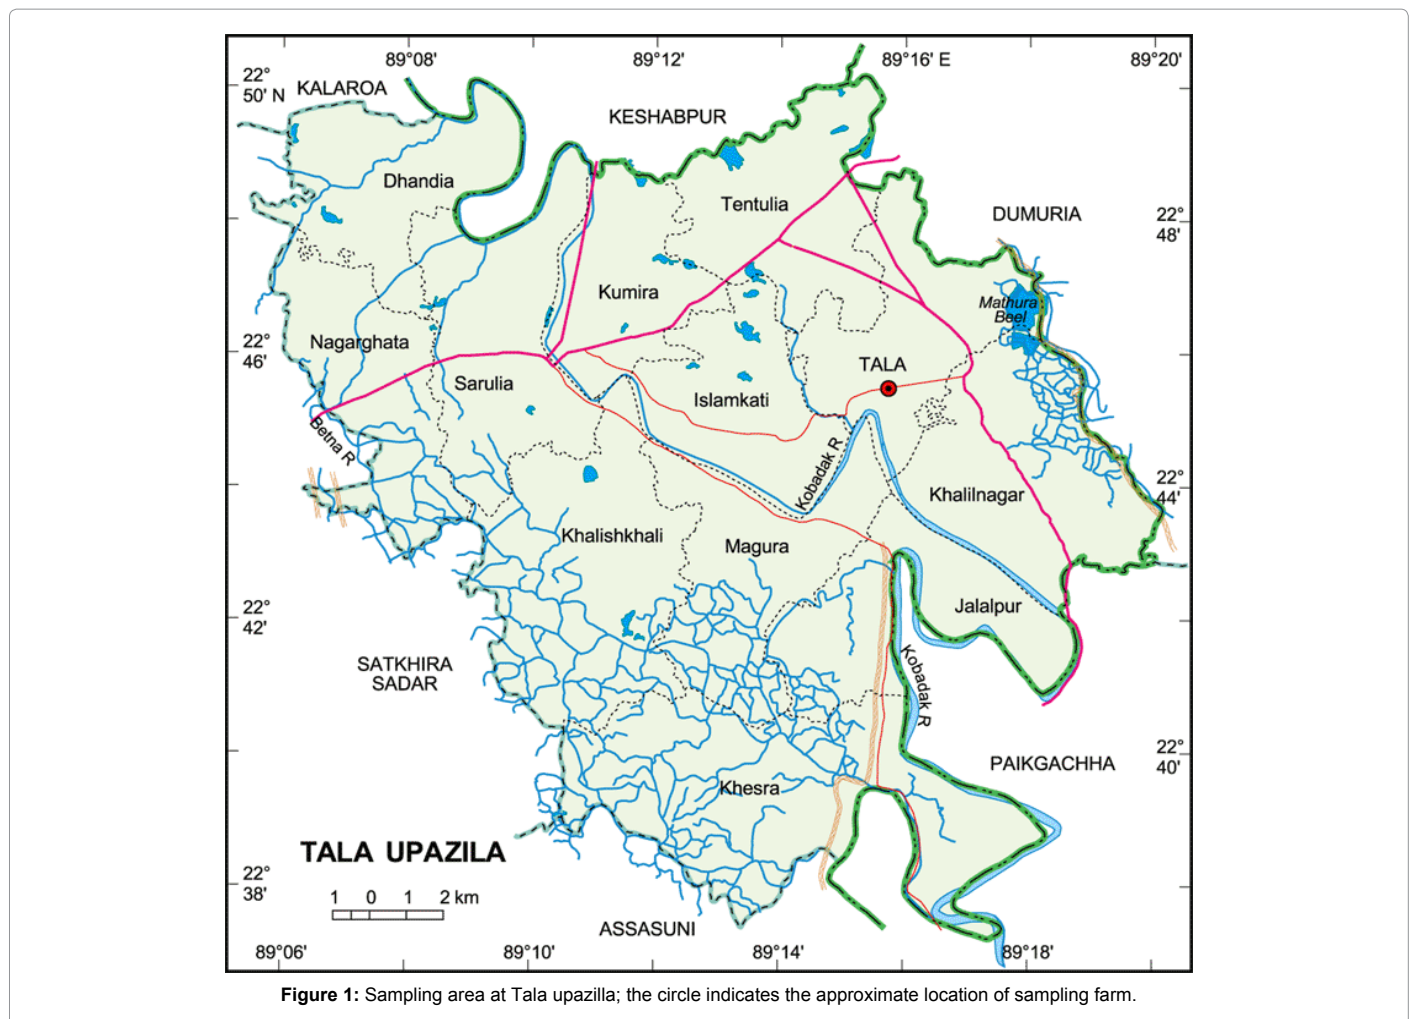 89°08'
89°12'
89°16' E
89°20'
22°
50' N
KALAROA
KESHABPUR
Dhandia
Tentulia
DUMURIA
22°
48'
Kumira
Mathura
Beel
Nagarghata
22°
46'
TALA
Sarulia
Islamkati
Betna R
Kobadak R
Khalilnagar
22°
44'
Khalishkhali
Magura
Jalalpur
22°
42'
SATKHIRA
SADAR
Kobadak R
22°
40'
PAIKGACHHA
Khesra
TALA UPAZILA
22°
38'
1 0 1 2 km
ASSASUNI
89°06'
89°10'
89°14'
89°18'
Figure 1: Sampling area at Tala upazilla; the circle indicates the approximate location of sampling farm.